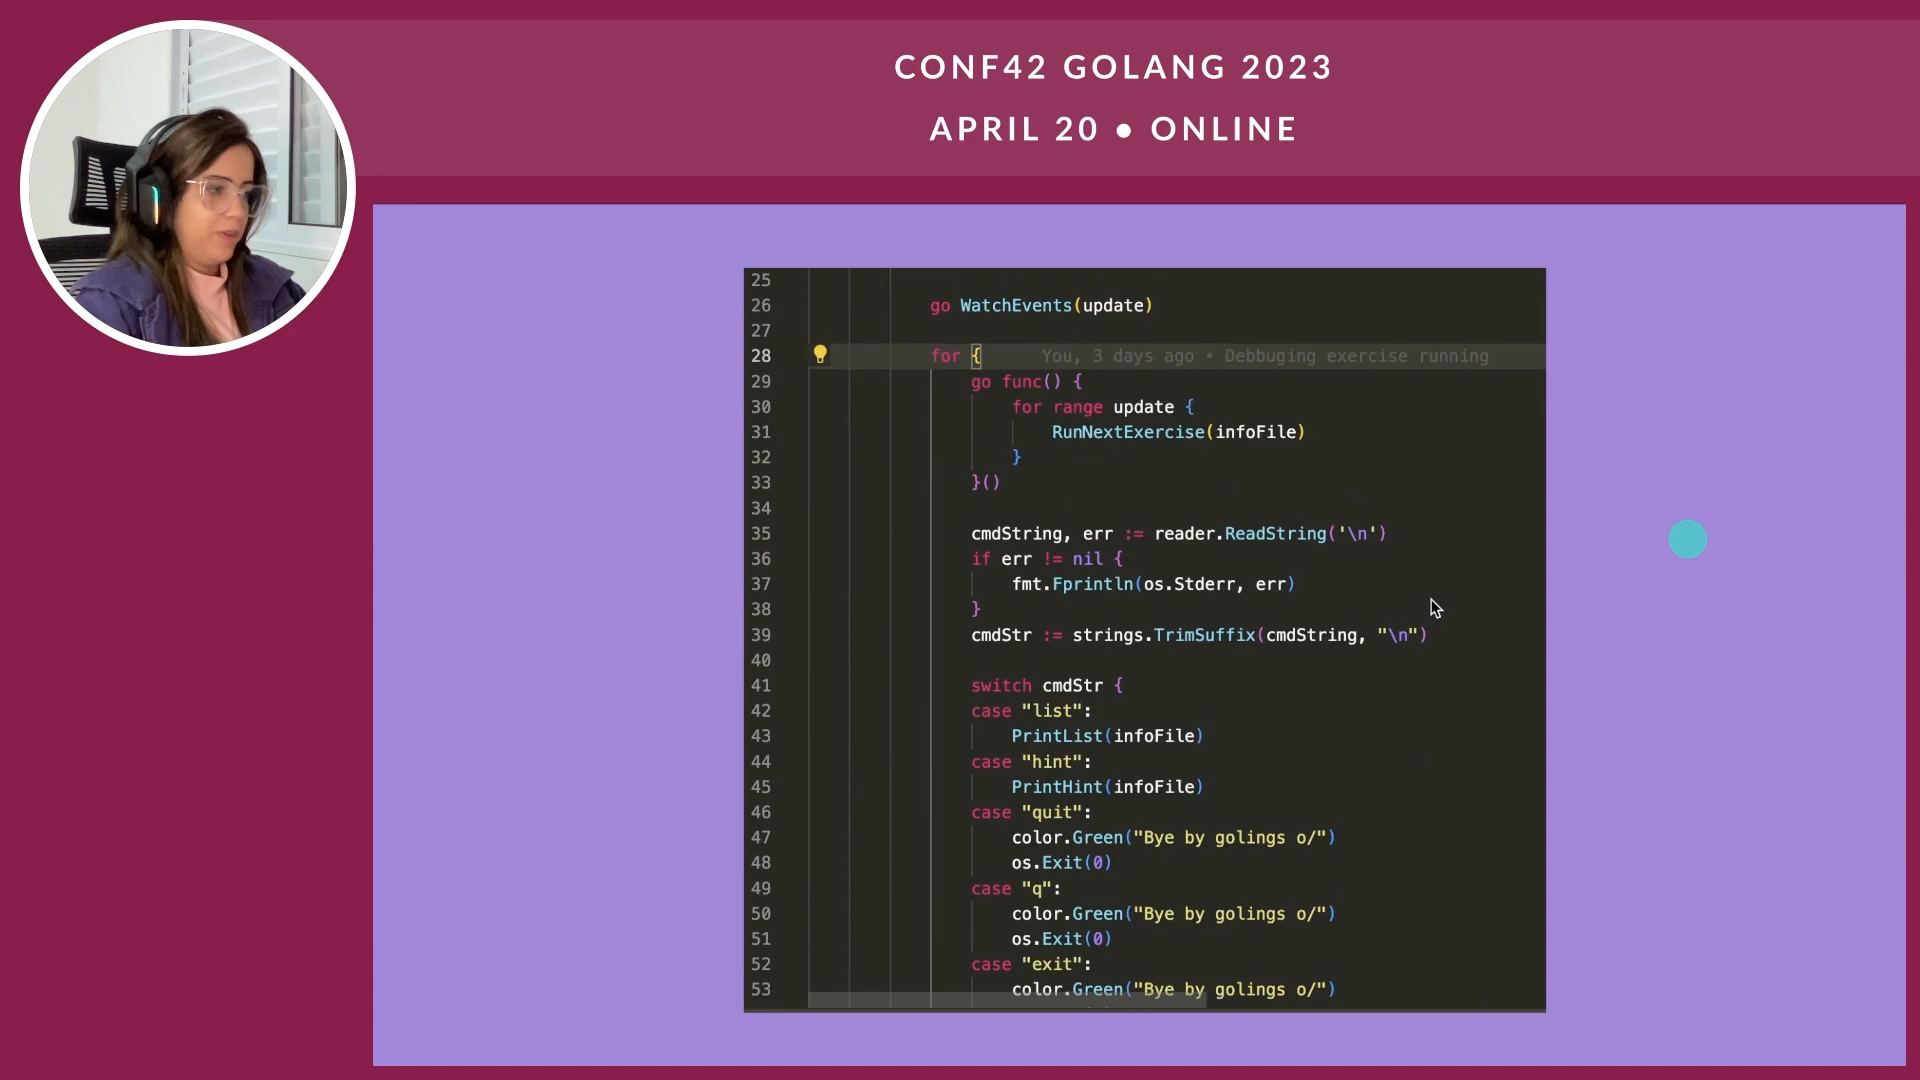 CONF42 GOLANG 2023
APRIL 20 • ONLINE
25
26 go WatchEvents(update)
27
28 for { You, 3 days ago • Debbuging exercise running
29 go func() {
30 for range update {
31 RunNextExercise(infoFile)
32 }
33 }()
34
35 cmdString, err := reader.ReadString('\n')
36 if err != nil {
37 fmt.Fprintln(os.Stderr, err)
38 }
39 cmdStr := strings.TrimSuffix(cmdString, "\n")
40
41 switch cmdStr {
42 case "list":
43 PrintList(infoFile)
44 case "hint":
45 PrintHint(infoFile)
46 case "quit":
47 color.Green("Bye by golings o/")
48 os.Exit(0)
49 case "q":
50 color.Green("Bye by golings o/")
51 os.Exit(0)
52 case "exit":
53 color.Green("Bye by golings o/")